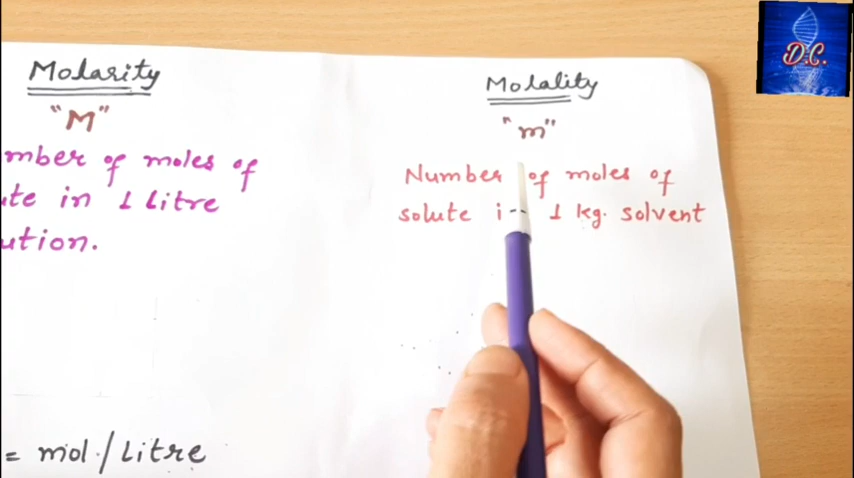 Molarity
"M"
mber of moles of
te in 1 Litre
ution.
= mol/Litre
Molality
"m"
Number of moles of
solute 1 kg. solvent
D.C.